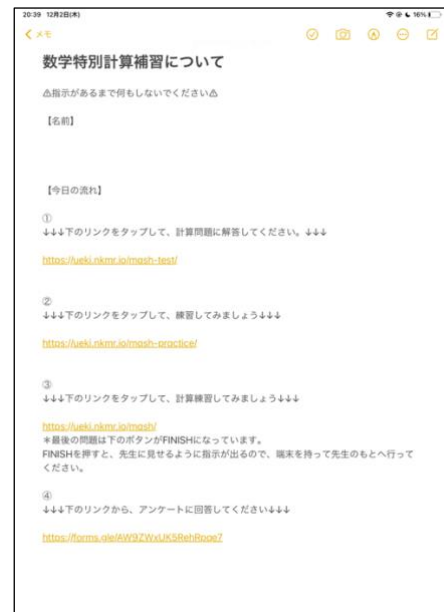 20:39 12月2日(木)
16%
メモ
数学特別計算補習について
⚠指示があるまで何もしないでください⚠
【名前】
【今日の流れ】
①
↓↓↓下のリンクをタップして、計算問題に解答してください。↓↓↓
https://ueki.nkmr.io/mash-test/
②
↓↓↓下のリンクをタップして、練習してみましょう↓↓↓
https://ueki.nkmr.io/mash-practice/
③
↓↓↓下のリンクをタップして、計算練習してみましょう↓↓↓
https://ueki.nkmr.io/mash/
＊最後の問題は下のボタンがFINISHになっています。
FINISHを押すと、先生に見せるように指示が出るので、端末を持って先生のもとへ行って
ください。
④
↓↓↓下のリンクから、アンケートに回答してください↓↓↓
https://forms.gle/AW9ZWxUK5RehRpqe7